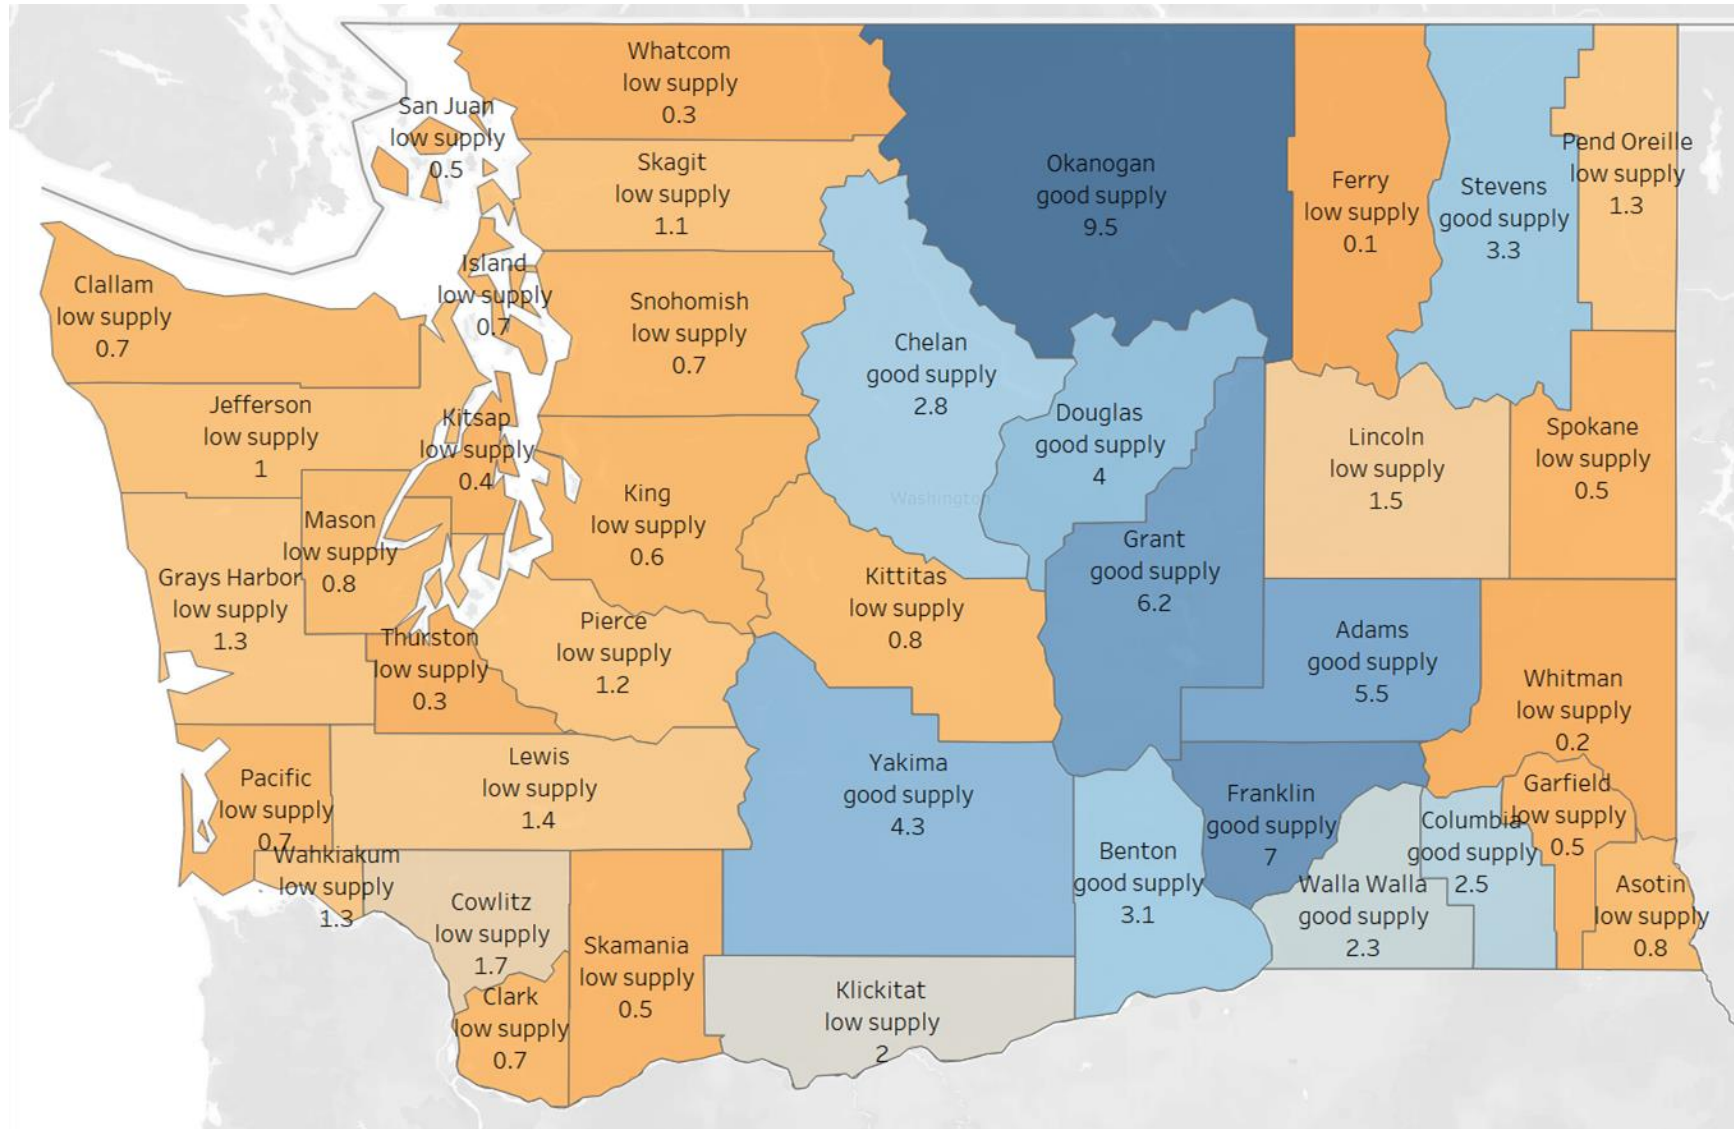 Whatcom
low supply
0.3
San Juan
low supply
0.5
Skagit
low supply
1.1
Okanogan
good supply
9.5
Ferry
low supply
0.1
Stevens
good supply
3.3
Pend Oreille
low supply
1.3
Clallam
low supply
0.7
Island
low supply
0.7
Snohomish
low supply
0.7
Chelan
good supply
2.8
Jefferson
low supply
1
Kitsap
low supply
0.4
Douglas
good supply
4
Lincoln
low supply
1.5
Spokane
low supply
0.5
Washington
King
low supply
0.6
Mason
low supply
0.8
Grant
good supply
6.2
Grays Harbor
low supply
1.3
Kittitas
low supply
0.8
Pierce
low supply
1.2
Thurston
low supply
0.3
Adams
good supply
5.5
Whitman
low supply
0.2
Lewis
low supply
1.4
Yakima
good supply
4.3
Pacific
low supply
0.7
Franklin
good supply
7
Garfield
low supply
0.5
Columbia
good supply
2.5
Benton
good supply
3.1
Wahkiakum
low supply
1.3
Walla Walla
good supply
2.3
Asotin
low supply
0.8
Cowlitz
low supply
1.7
Skamania
low supply
0.5
Clark
low supply
0.7
Klickitat
low supply
2